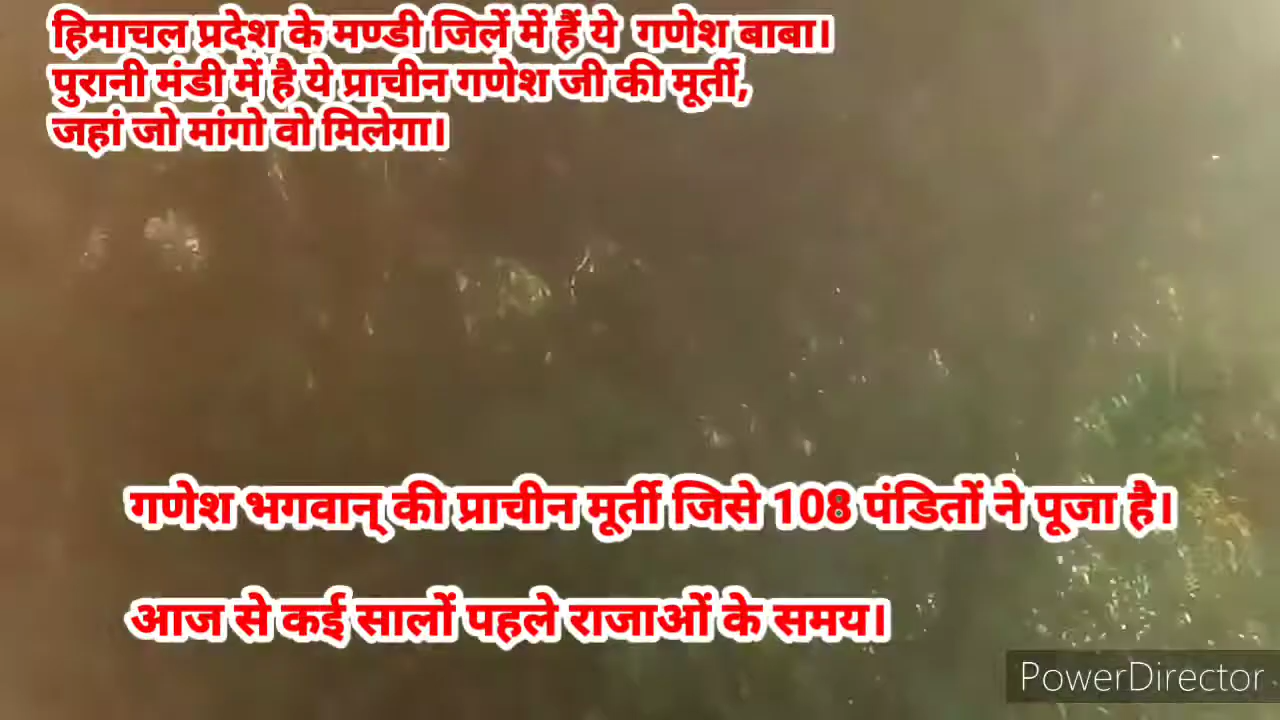 हिमाचल प्रदेश के मण्डी जिलें में हैं ये गणेश बाबा।
पुरानी मंडी में है ये प्राचीन गणेश जी की मूर्ती,
जहां जो मांगो वो मिलेगा।
गणेश भगवान् की प्राचीन मूर्ती जिसे 108 पंडितों ने पूजा है।
आज से कई सालों पहले राजाओं के समय।
PowerDirector